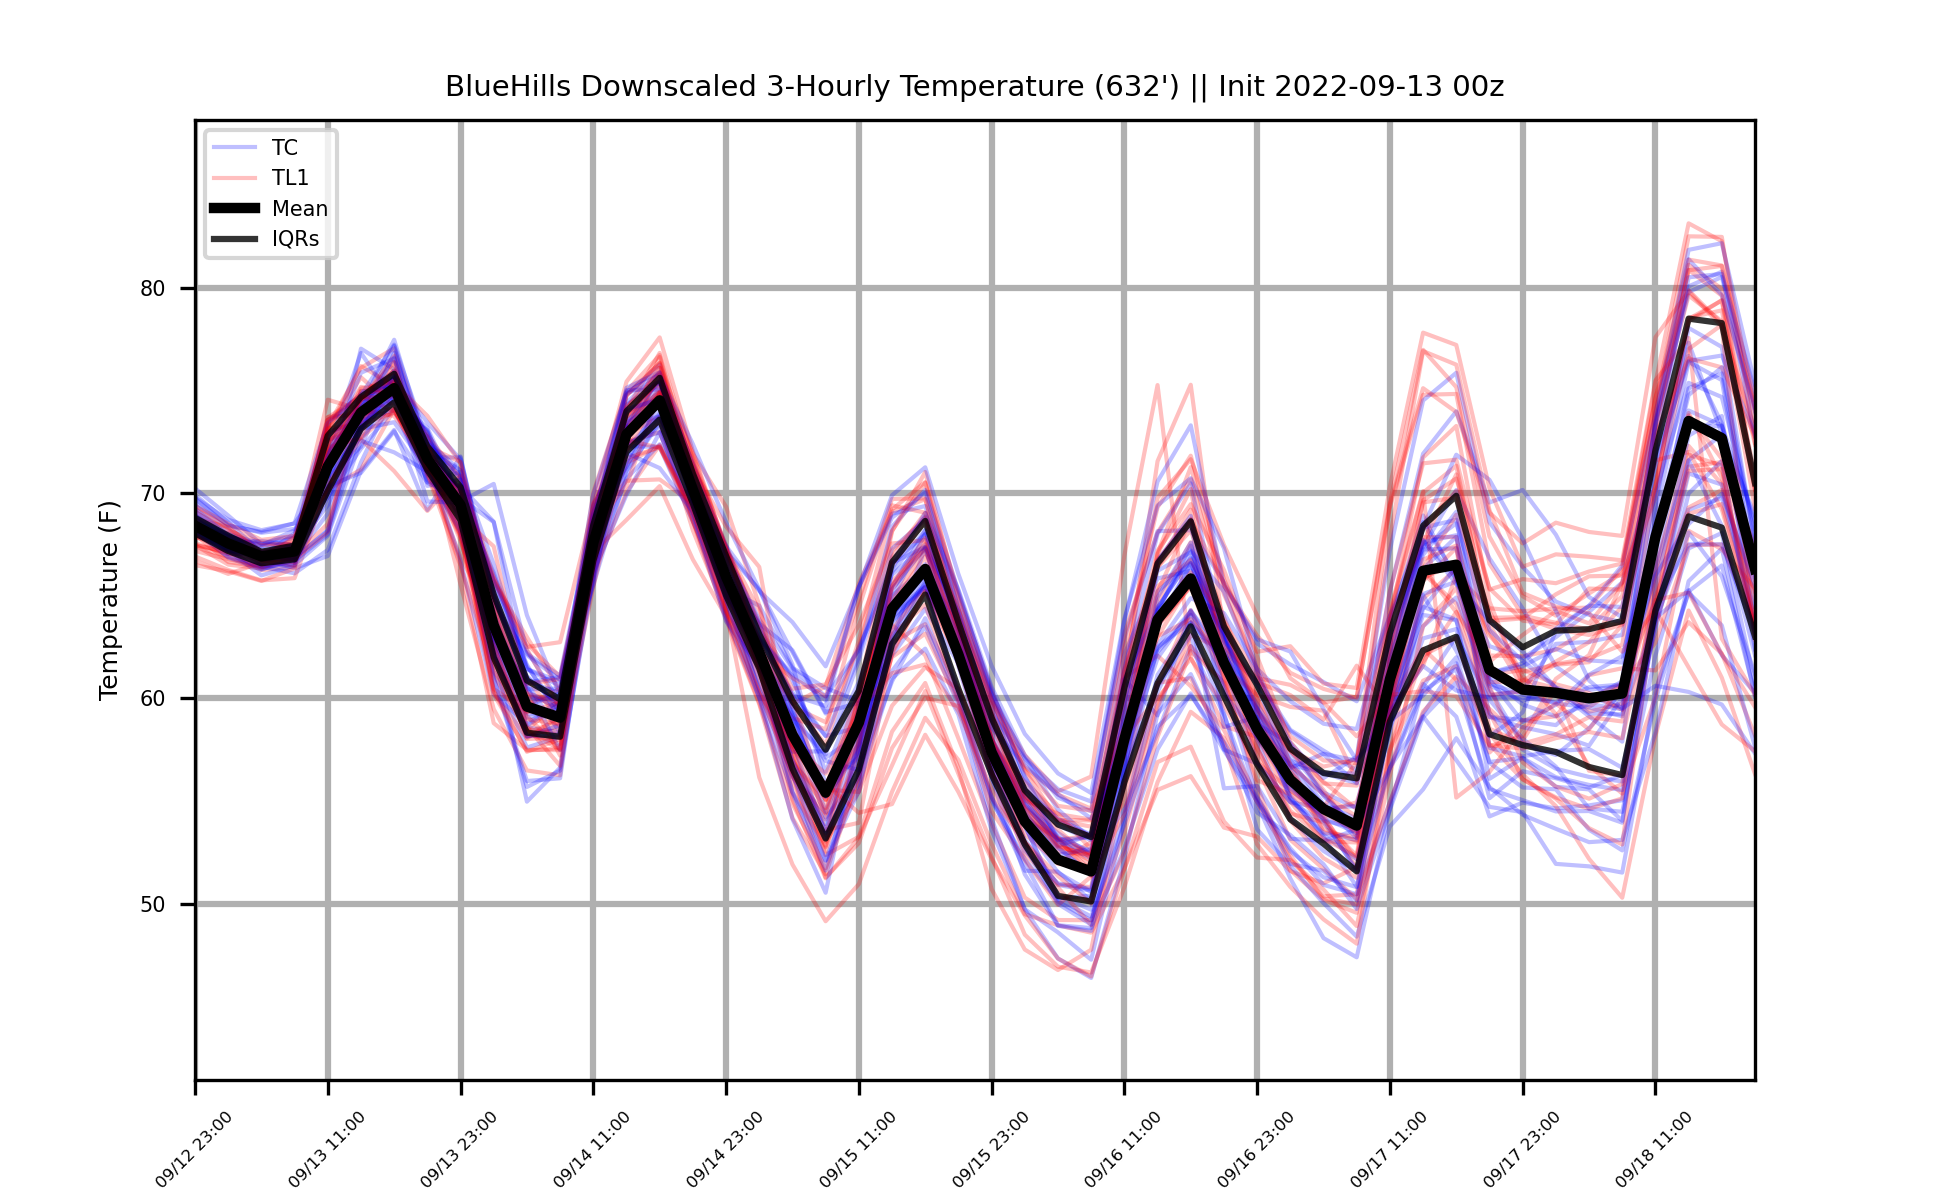 BlueHills Downscaled 3-Hourly Temperature (632') || Init 2022-09-13 00z
TC
TL1
Mean
IQRs
Temperature (F)
80
70
60
50
09/12 23:00
09/13 11:00
09/13 23:00
09/14 11:00
09/14 23:00
09/15 11:00
09/15 23:00
09/16 11:00
09/16 23:00
09/17 11:00
09/17 23:00
09/18 11:00